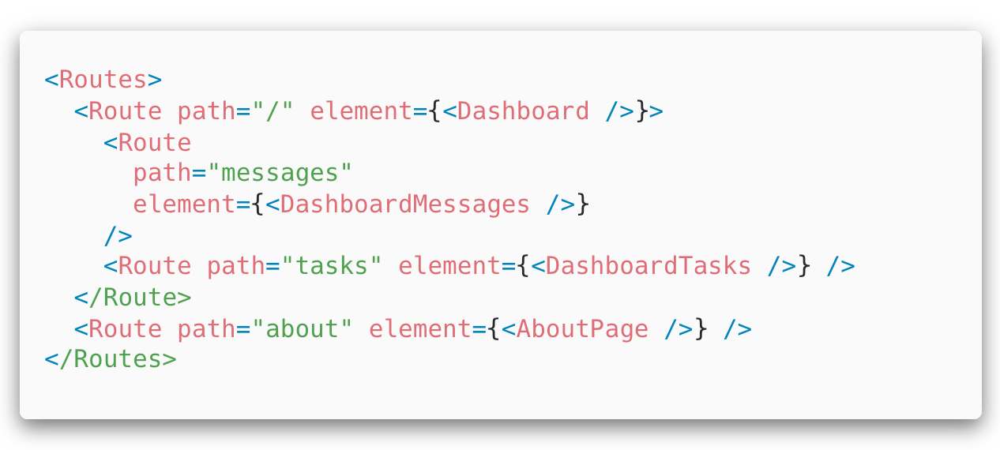 <Routes>
  <Route path="/" element={<Dashboard />}>
    <Route
      path="messages"
      element={<DashboardMessages />}
    />
    <Route path="tasks" element={<DashboardTasks />} />
  </Route>
  <Route path="about" element={<AboutPage />} />
</Routes>